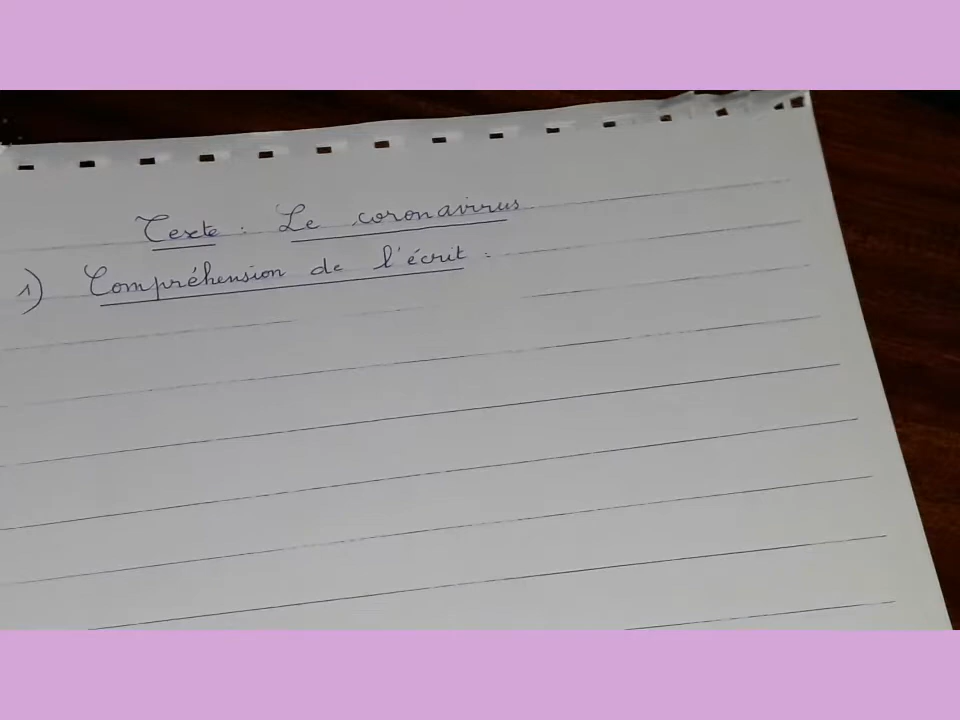 Texte : Le coronavirus
1) Compréhension de l'écrit :